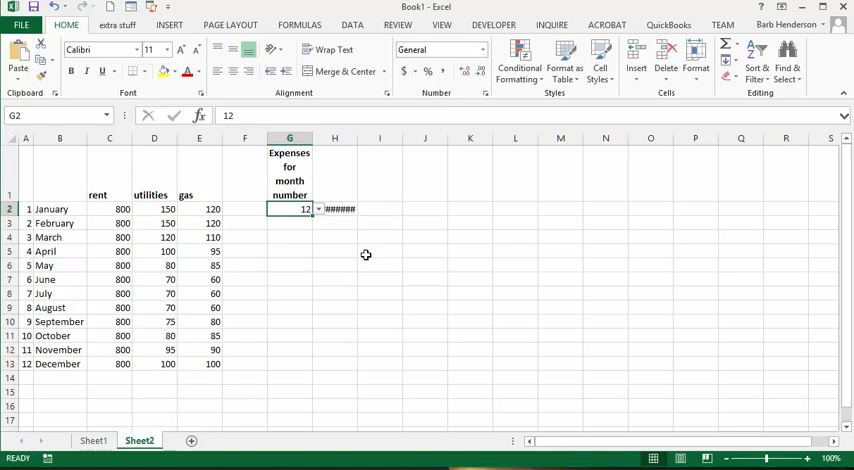 Book1 - Excel
FILE HOME extra stuff INSERT PAGE LAYOUT FORMULAS DATA REVIEW VIEW DEVELOPER INQUIRE ACROBAT QuickBooks TEAM Barb Henderson
Paste
Calibri 11
B I U
Wrap Text
Merge & Center
General
$ % ,
Conditional Formatting
Format as Table
Cell Styles
Insert Delete Format
Sort & Filter
Find & Select
Clipboard Font Alignment Number Styles Cells Editing
G2 fx 12
A B C D E F G H I J K L M N O P Q R S
Expenses
for
month
1 rent utilities gas number
2 1 January 800 150 120 12 ######
3 2 February 800 150 120
4 3 March 800 120 110
5 4 April 800 100 95
6 5 May 800 80 85
7 6 June 800 70 60
8 7 July 800 70 60
9 8 August 800 70 60
10 9 September 800 75 80
11 10 October 800 80 85
12 11 November 800 95 90
13 12 December 800 100 100
14
15
16
17
Sheet1 Sheet2
READY 100%